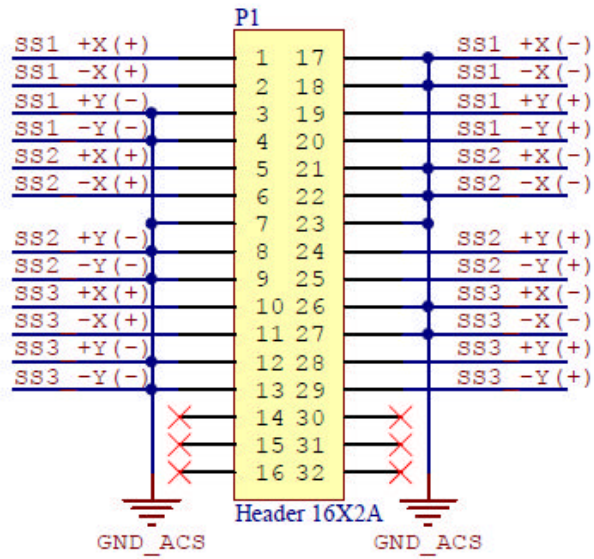 P1
SS1 +X(+) 1 17 SS1 +X(-)
SS1 -X(+) 2 18 SS1 -X(-)
SS1 +Y(-) 3 19 SS1 +Y(+)
SS1 -Y(-) 4 20 SS1 -Y(+)
SS2 +X(+) 5 21 SS2 +X(-)
SS2 -X(+) 6 22 SS2 -X(-)
7 23
SS2 +Y(-) 8 24 SS2 +Y(+)
SS2 -Y(-) 9 25 SS2 -Y(+)
SS3 +X(+) 10 26 SS3 +X(-)
SS3 -X(+) 11 27 SS3 -X(-)
SS3 +Y(-) 12 28 SS3 +Y(+)
SS3 -Y(-) 13 29 SS3 -Y(+)
14 30
15 31
16 32
Header 16X2A
GND_ACS GND_ACS